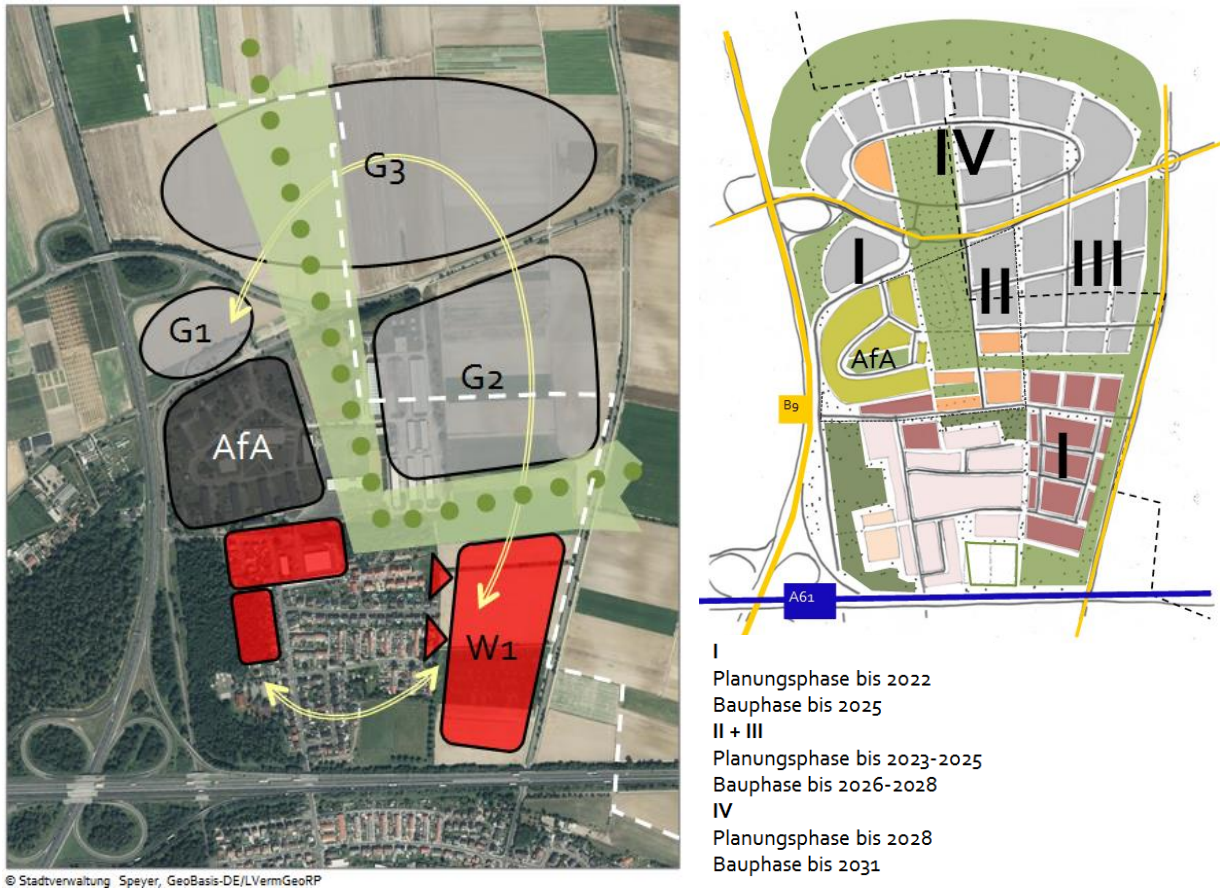 G3
G1
G2
AfA
W1
© Stadtverwaltung Speyer, GeoBasis-DE/LVermGeoRP
IV
I
III
II
AfA
B9
I
A61
I
Planungsphase bis 2022
Bauphase bis 2025
II + III
Planungsphase bis 2023-2025
Bauphase bis 2026-2028
IV
Planungsphase bis 2028
Bauphase bis 2031